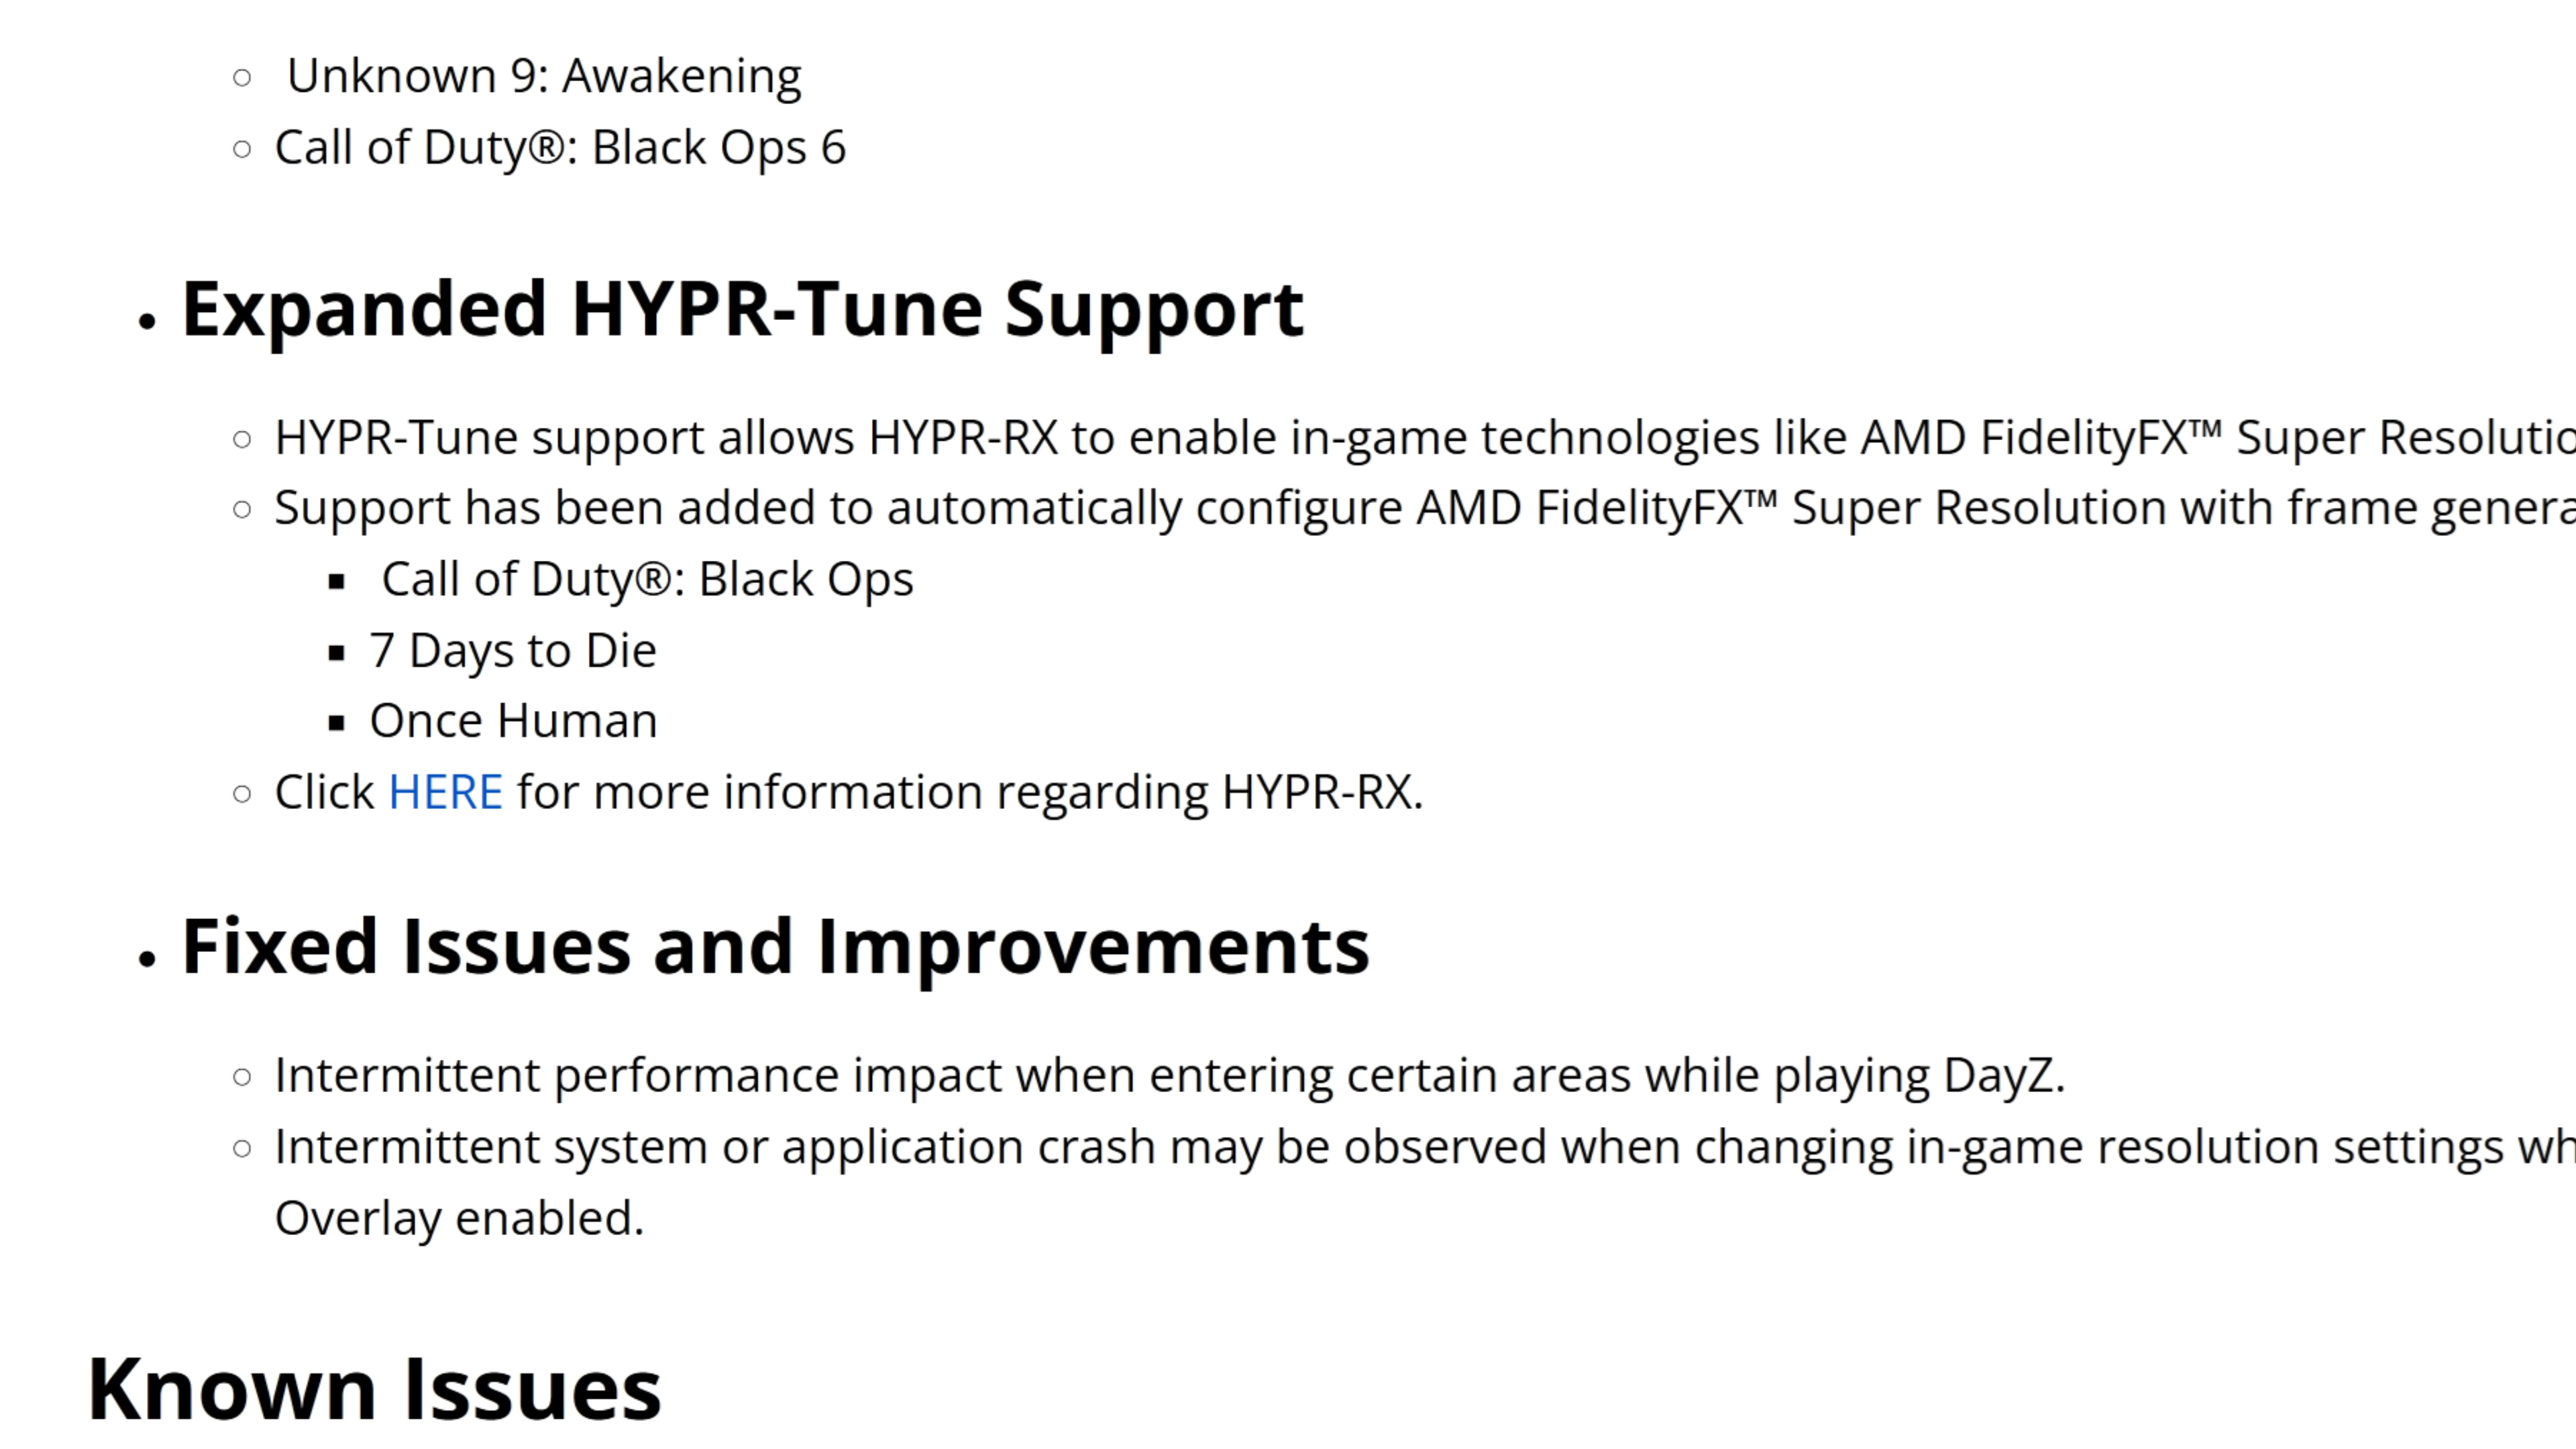 Unknown 9: Awakening
Call of Duty®: Black Ops 6
Expanded HYPR-Tune Support
HYPR-Tune support allows HYPR-RX to enable in-game technologies like AMD FidelityFX™ Super Resolutio
Support has been added to automatically configure AMD FidelityFX™ Super Resolution with frame genera
Call of Duty®: Black Ops
7 Days to Die
Once Human
Click HERE for more information regarding HYPR-RX.
Fixed Issues and Improvements
Intermittent performance impact when entering certain areas while playing DayZ.
Intermittent system or application crash may be observed when changing in-game resolution settings wh
Overlay enabled.
Known Issues